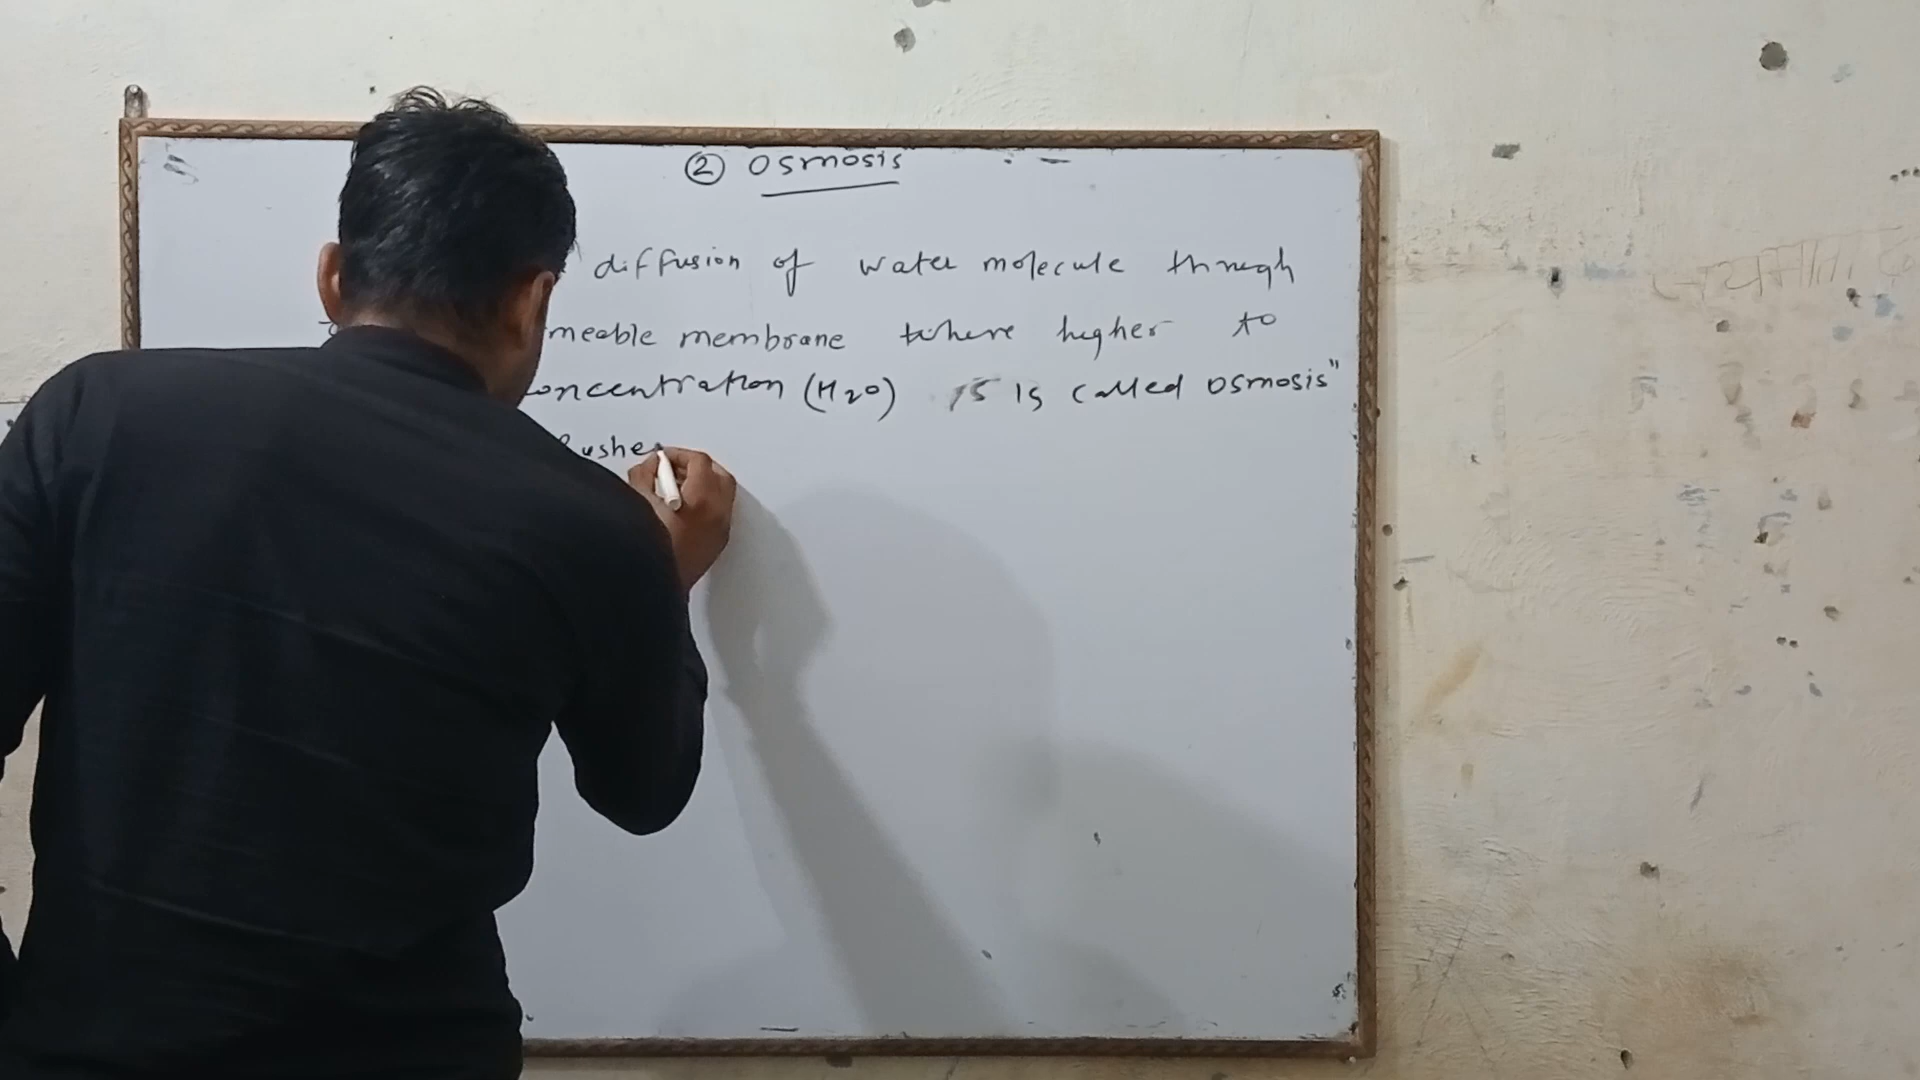 ② Osmosis
diffusion of water molecule through
meable membrane where higher to
oncentration (H2O) is called osmosis"
ushe